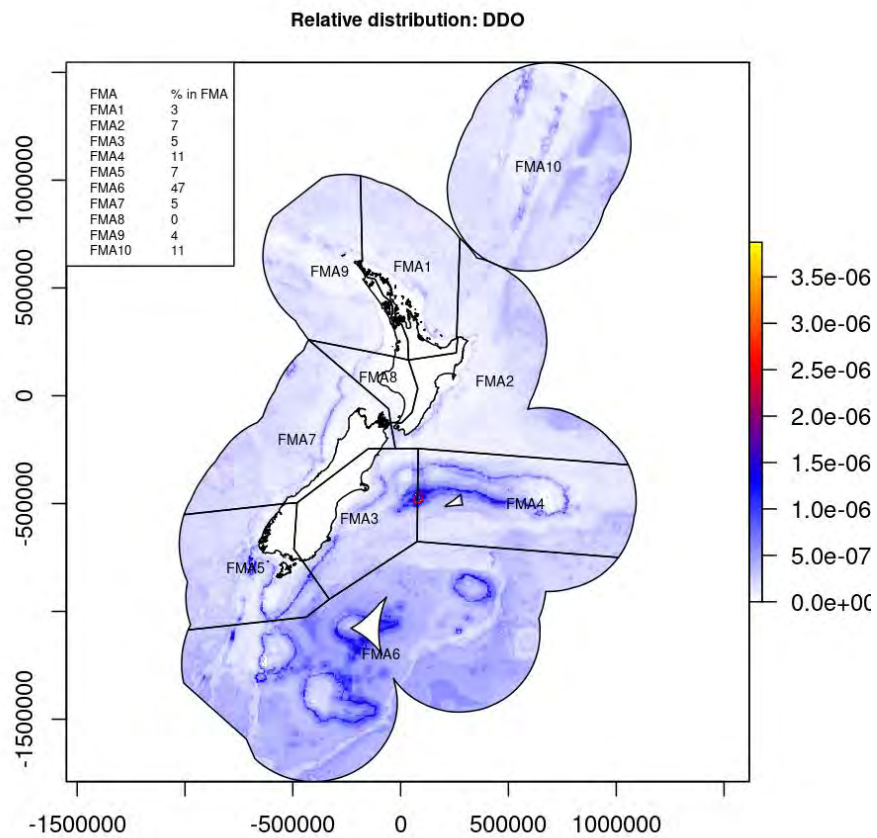 Relative distribution: DDO
FMA % in FMA
FMA1 3
FMA2 7
FMA3 5
FMA4 11
FMA5 7
FMA6 47
FMA7 5
FMA8 0
FMA9 4
FMA10 11
FMA10
FMA9
FMA1
FMA8
FMA2
FMA7
FMA4
FMA3
FMA5
FMA6
1000000
500000
0
-500000
-1500000
-1500000 -500000 0 500000 1000000
3.5e-06
3.0e-06
2.5e-06
2.0e-06
1.5e-06
1.0e-06
5.0e-07
0.0e+00